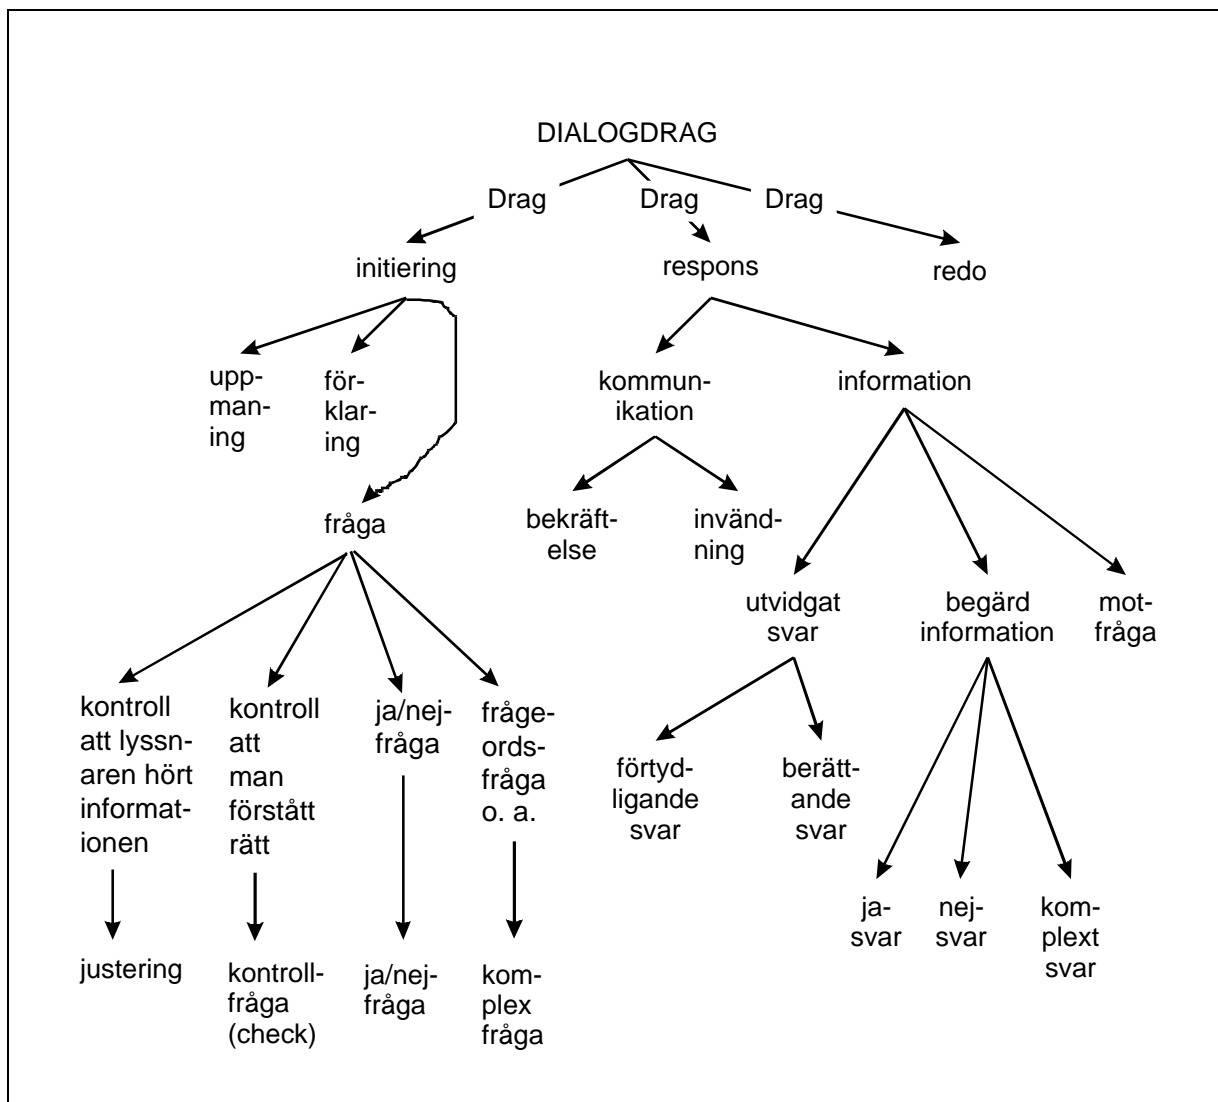 DIALOGDRAG
Drag
Drag
Drag
initiering
respons
redo
upp-
man-
ing
för-
klar-
ing
kommun-
ikation
information
fråga
bekräft-
else
invänd-
ning
utvidgat
svar
begärd
information
mot-
fråga
kontroll
att lyssn-
aren hört
informat-
ionen
kontroll
att
man
förstått
rätt
ja/nej-
fråga
fråge-
ords-
fråga
o. a.
förtyd-
ligande
svar
berätt-
ande
svar
ja-
svar
nej-
svar
kom-
plext
svar
justering
kontroll-
fråga
(check)
ja/nej-
fråga
kom-
plex
fråga